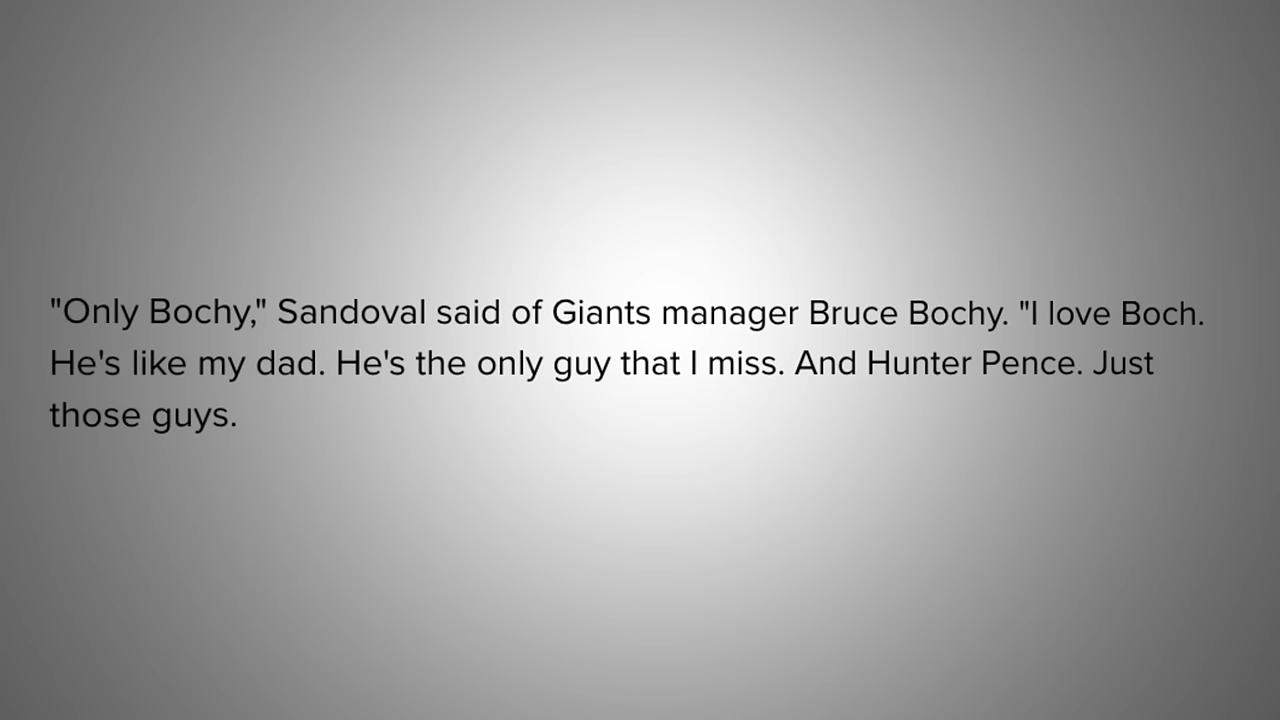 "Only Bochy," Sandoval said of Giants manager Bruce Bochy. "I love Boch.
He's like my dad. He's the only guy that I miss. And Hunter Pence. Just
those guys.